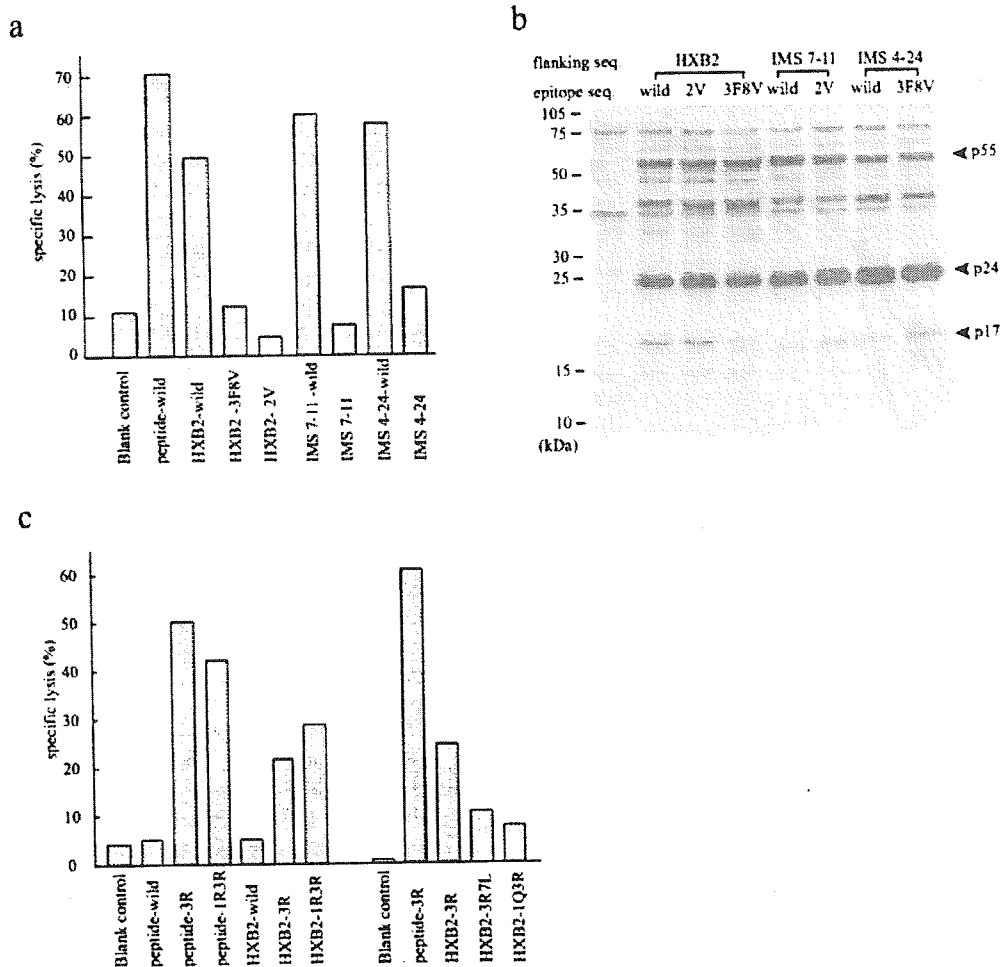 a
specific lysis (%)
70
60
50
40
30
20
10
0
Blank control
peptide-wild
HXB2-wild
HXB2 -3F8V
HXB2- 2V
IMS 7-11 -wild
IMS 7-11
IMS 4-24-wild
IMS 4-24
b
flanking seq. HXB2 IMS 7-11 IMS 4-24
epitope seq. wild 2V 3F8V wild 2V wild 3F8V
105
75
50
35
30
25
15
10
(kDa)
p55
p24
p17
c
specific lysis (%)
60
50
40
30
20
10
0
Blank control
peptide-wild
peptide-3R
peptide-1R3R
HXB2-wild
HXB2-3R
HXB2-1R3R
Blank control
peptide-3R
HXB2-3R
HXB2-3R7L
HXB2-1Q3R